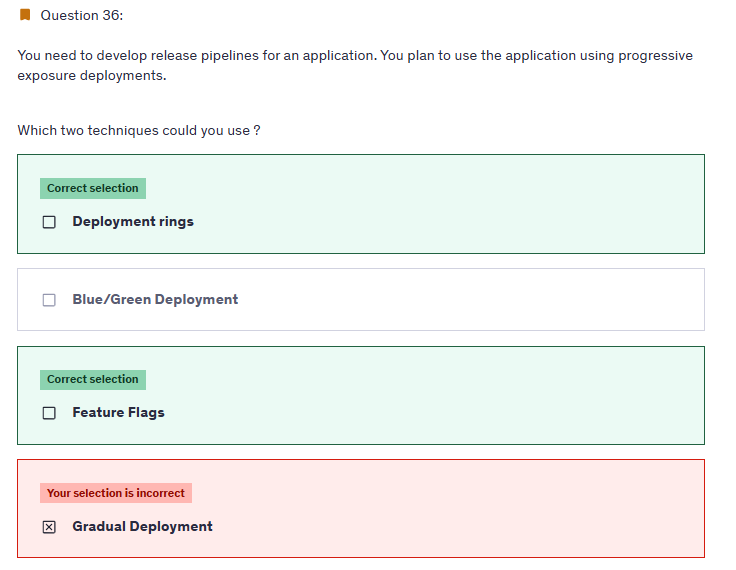 Question 36:
You need to develop release pipelines for an application. You plan to use the application using progressive
exposure deployments.
Which two techniques could you use ?
Correct selection
Deployment rings
Blue/Green Deployment
Correct selection
Feature Flags
Your selection is incorrect
Gradual Deployment